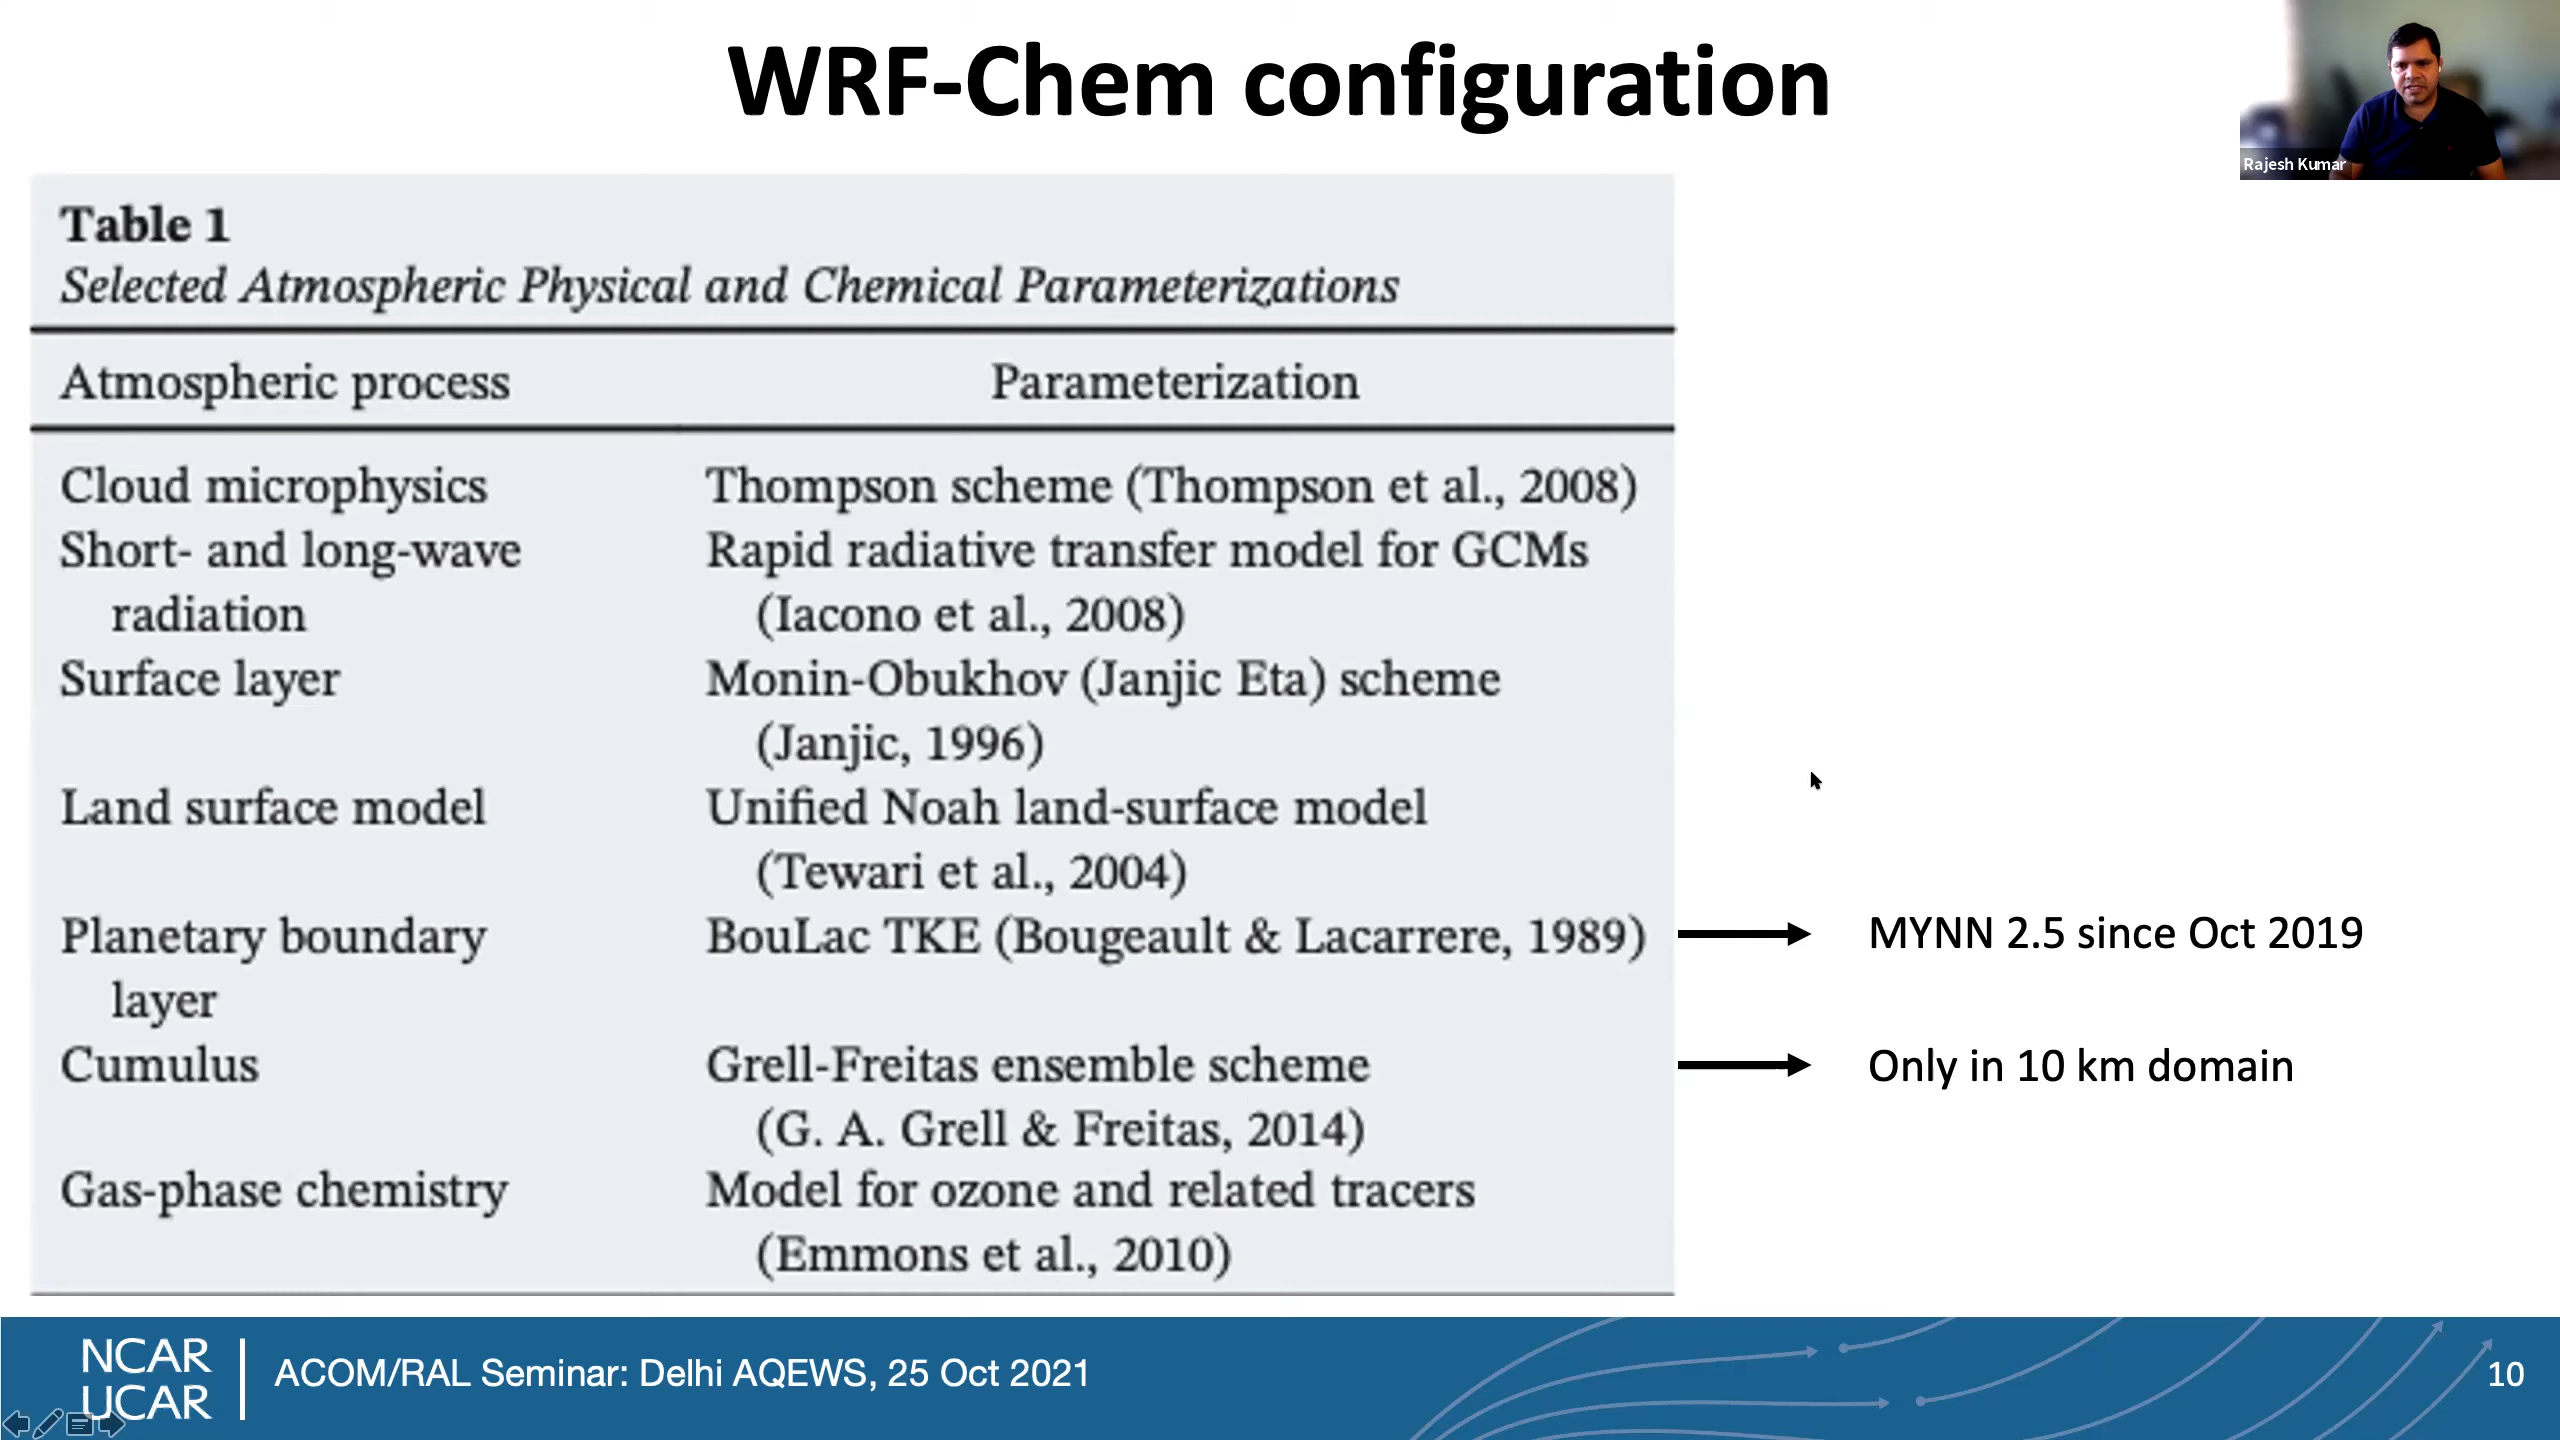 WRF-Chem configuration
Rajesh Kumar
Table 1
Selected Atmospheric Physical and Chemical Parameterizations
Atmospheric process Parameterization
Cloud microphysics Thompson scheme (Thompson et al., 2008)
Short- and long-wave Rapid radiative transfer model for GCMs
radiation (Iacono et al., 2008)
Surface layer Monin-Obukhov (Janjic Eta) scheme
(Janjic, 1996)
Land surface model Unified Noah land-surface model
(Tewari et al., 2004)
Planetary boundary BouLac TKE (Bougeault & Lacarrere, 1989) MYNN 2.5 since Oct 2019
layer
Cumulus Grell-Freitas ensemble scheme Only in 10 km domain
(G. A. Grell & Freitas, 2014)
Gas-phase chemistry Model for ozone and related tracers
(Emmons et al., 2010)
NCAR
UCAR
ACOM/RAL Seminar: Delhi AQEWS, 25 Oct 2021
10